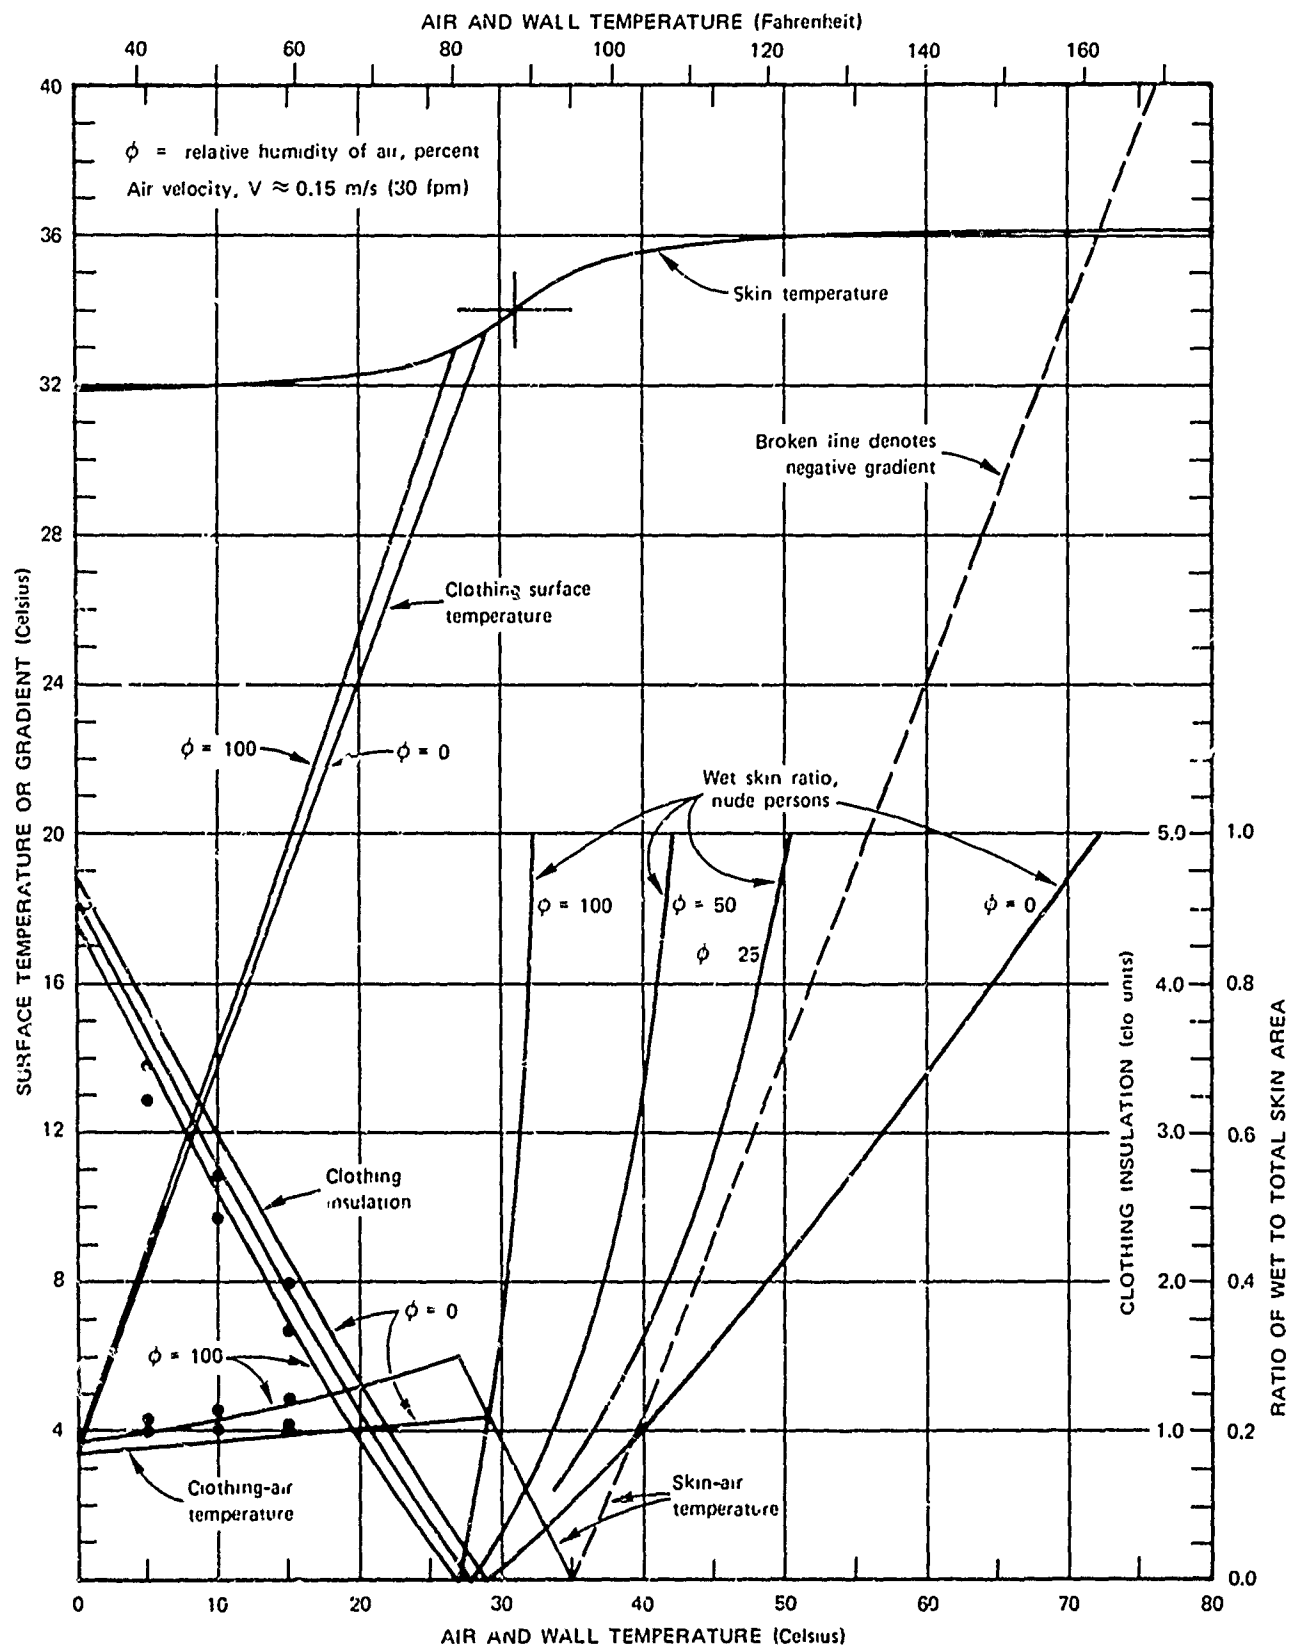 AIR AND WALL TEMPERATURE (Fahrenheit)
40 60 80 100 120 140 160
40
ϕ = relative humidity of air, percent
Air velocity, V ≈ 0.15 m/s (30 fpm)
36
Skin temperature
32
Broken line denotes
negative gradient
28
Clothing surface
temperature
24
ϕ = 100
ϕ = 0
Wet skin ratio,
nude persons
20
5.0
1.0
ϕ = 100
ϕ = 50
ϕ = 0
ϕ 25
16
4.0
0.8
12
3.0
0.6
Clothing
insulation
8
2.0
0.4
ϕ = 0
ϕ = 100
4
1.0
0.2
Clothing-air
temperature
Skin-air
temperature
0.0
0 10 20 30 40 50 60 70 80
AIR AND WALL TEMPERATURE (Celsius)
SURFACE TEMPERATURE OR GRADIENT (Celsius)
CLOTHING INSULATION (clo units)
RATIO OF WET TO TOTAL SKIN AREA